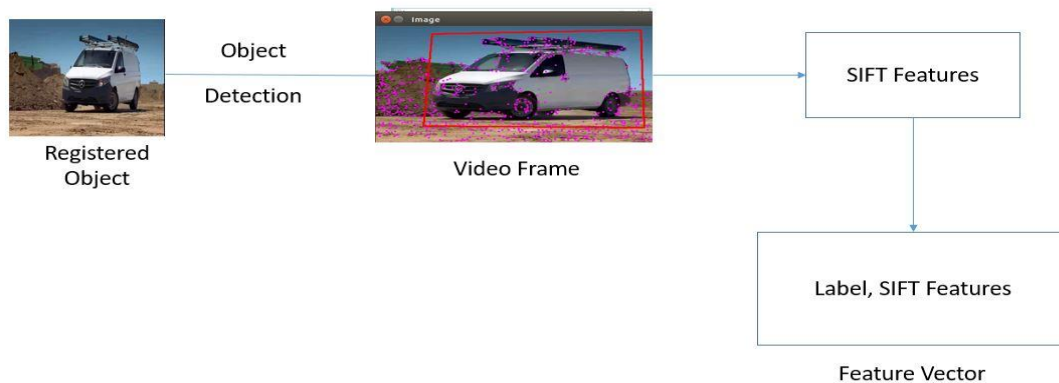 Object
Detection
Registered
Object
Image
Video Frame
SIFT Features
Label, SIFT Features
Feature Vector